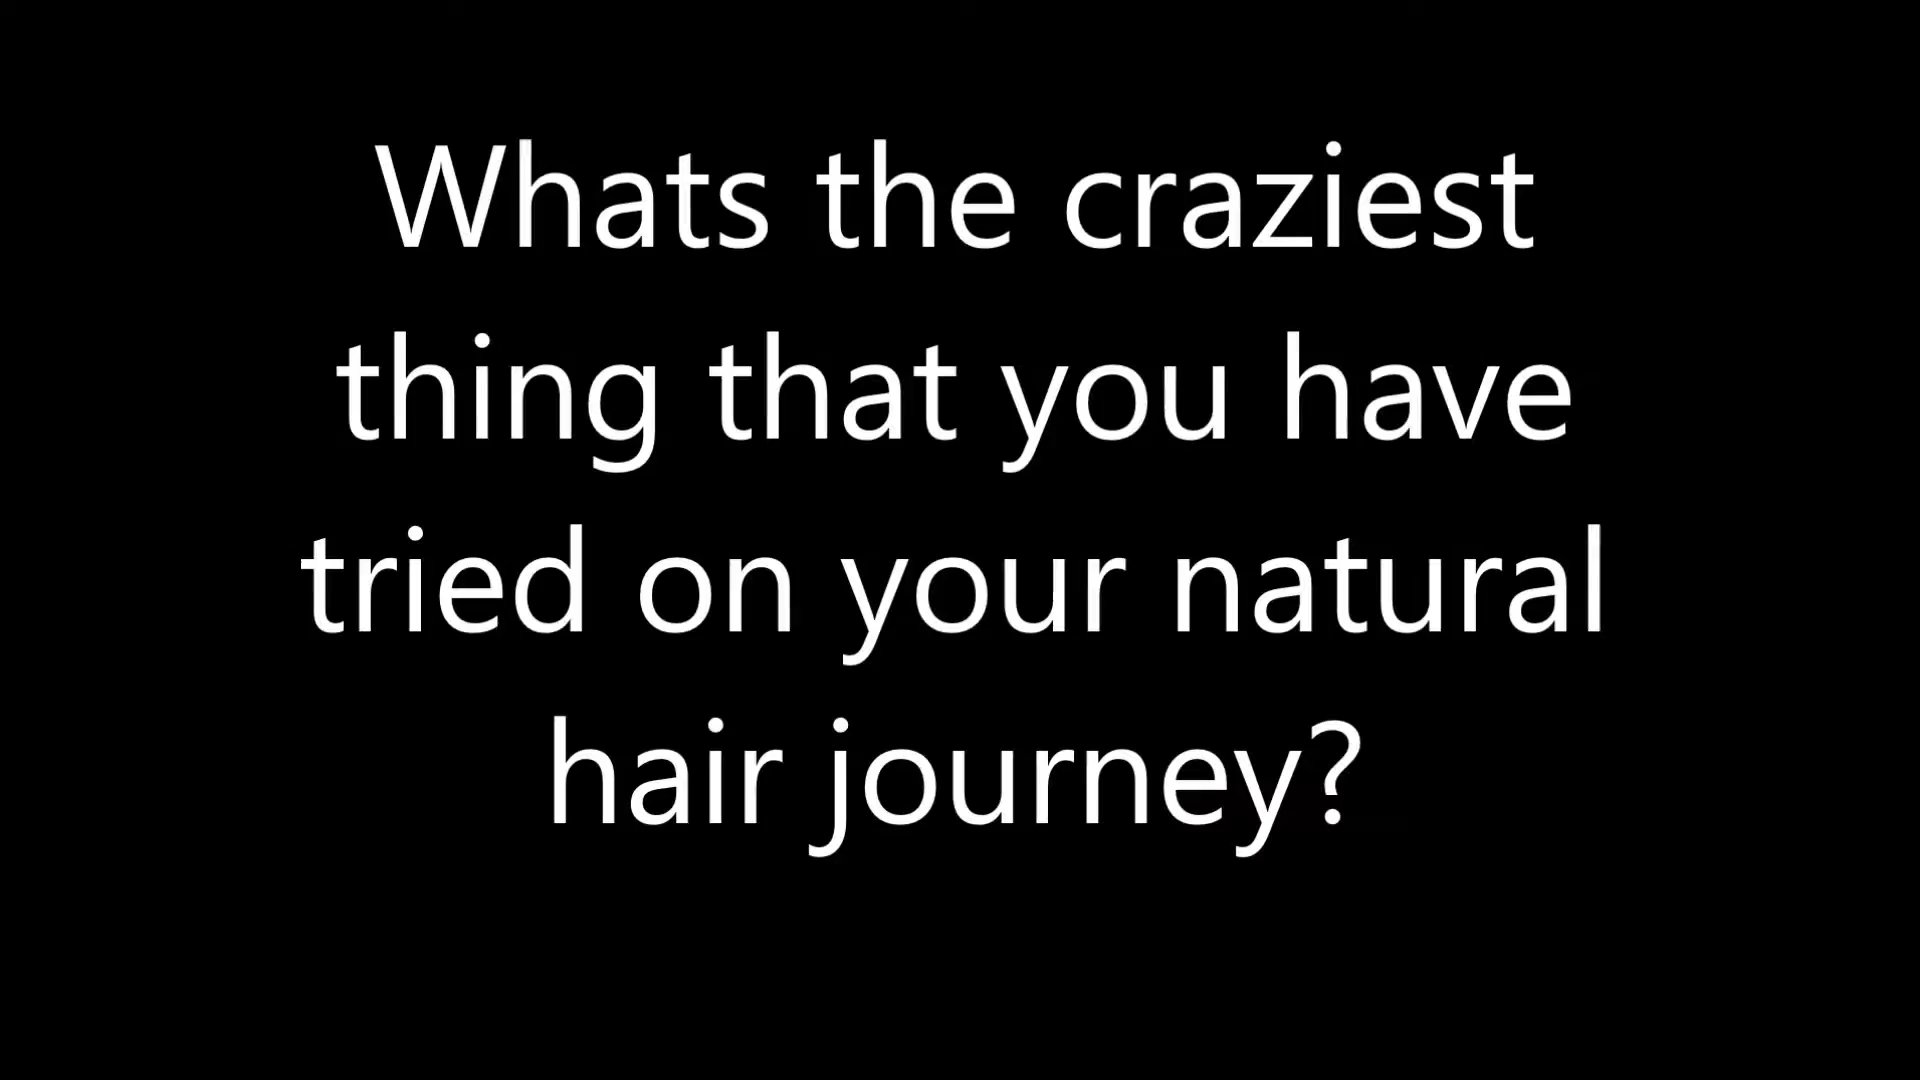 Whats the craziest
thing that you have
tried on your natural
hair journey?